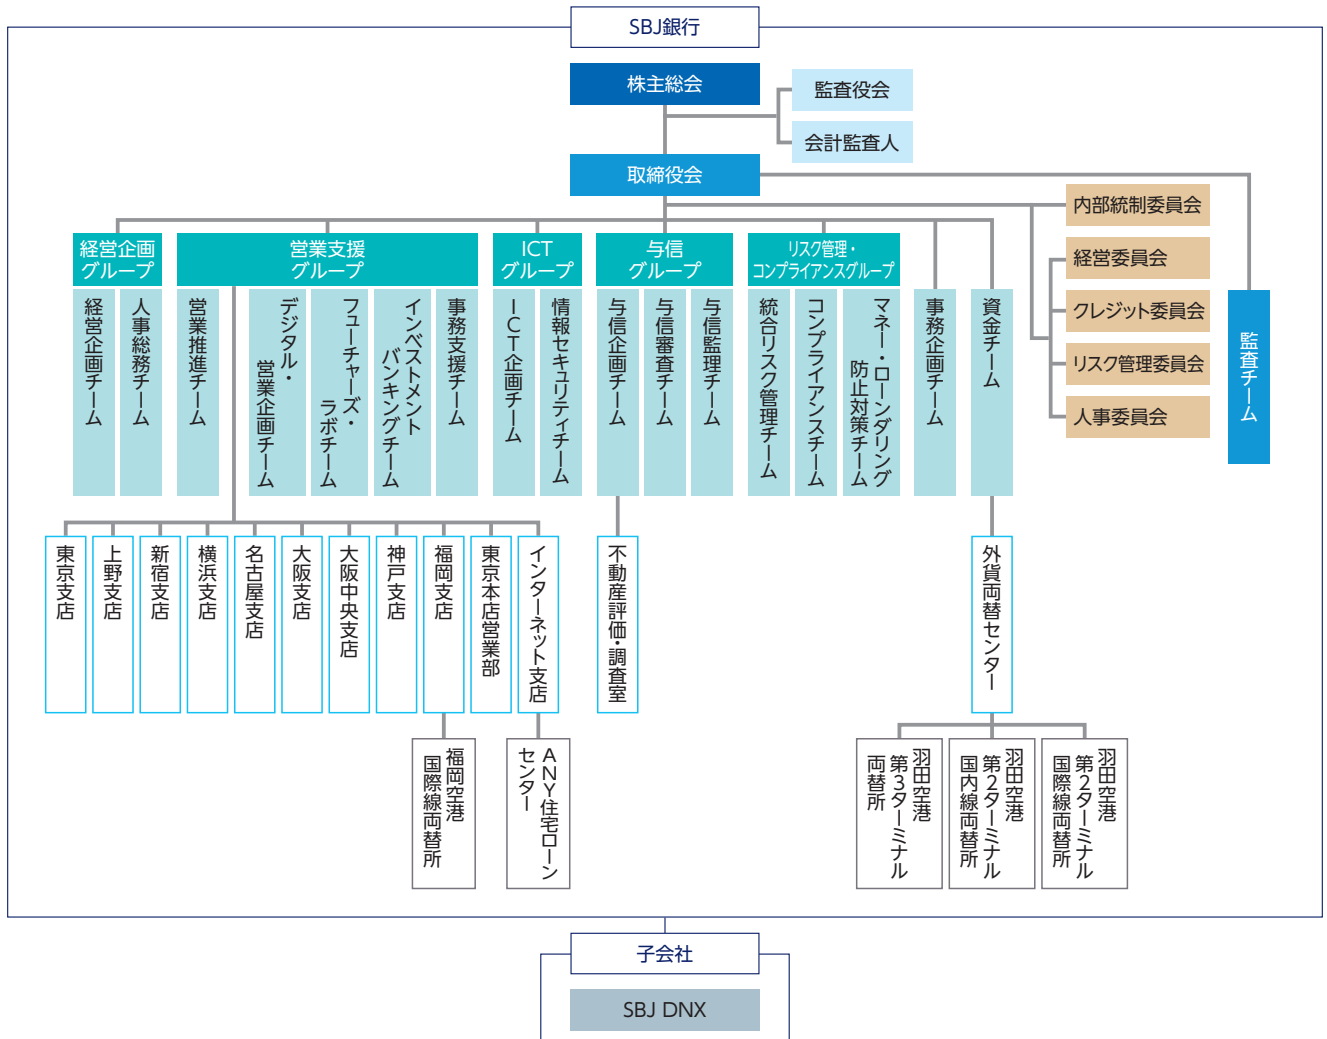 SBJ銀行
株主総会
監査役会
会計監査人
取締役会
内部統制委員会
経営委員会
クレジット委員会
リスク管理委員会
人事委員会
監査チーム
経営企画
グループ
営業支援
グループ
ICT
グループ
与信
グループ
リスク管理・
コンプライアンスグループ
経営企画チーム
人事総務チーム
営業推進チーム
デジタル・
営業企画チーム
フューチャーズ・
ラボチーム
インベストメント
バンキングチーム
事務支援チーム
ICT企画チーム
情報セキュリティチーム
与信企画チーム
与信審査チーム
与信監理チーム
統合リスク管理チーム
コンプライアンスチーム
マネー・ローンダリング
防止対策チーム
事務企画チーム
資金チーム
東京支店
上野支店
新宿支店
横浜支店
名古屋支店
大阪支店
大阪中央支店
神戸支店
福岡支店
東京本店営業部
インターネット支店
不動産評価・調査室
外貨両替センター
福岡空港
国際線両替所
ANY住宅ローン
センター
羽田空港
第3ターミナル
両替所
羽田空港
第2ターミナル
国内線両替所
羽田空港
第2ターミナル
国際線両替所
子会社
SBJ DNX